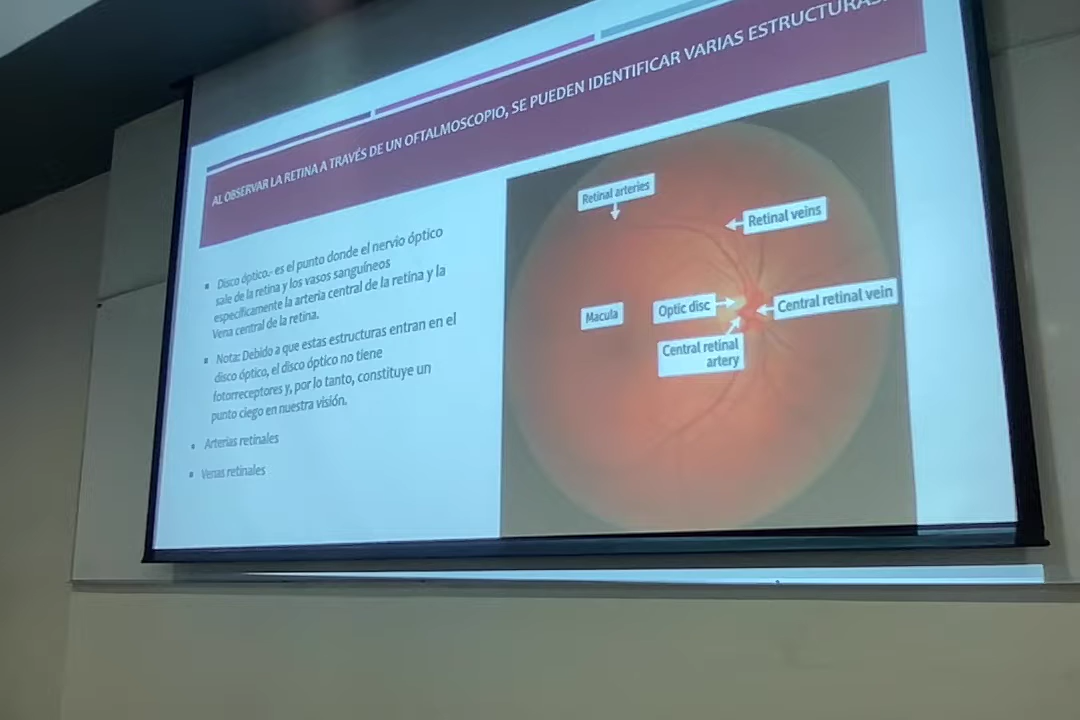 AL OBSERVAR LA RETINA A TRAVÉS DE UN OFTALMOSCOPIO, SE PUEDEN IDENTIFICAR VARIAS ESTRUCTURAS.
Disco óptico.- es el punto donde el nervio óptico
sale de la retina y los vasos sanguíneos
específicamente la arteria central de la retina y la
Vena central de la retina.
Nota: Debido a que estas estructuras entran en el
disco óptico, el disco óptico no tiene
fotorreceptores y, por lo tanto, constituye un
punto ciego en nuestra visión.
Arterias retinales
Venas retinales
Retinal arteries
Retinal veins
Macula
Optic disc
Central retinal vein
Central retinal
artery